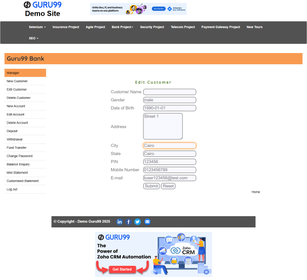 GURU99
Demo Site
Selenium Insurance Project Agile Project Bank Project Security Project Telecom Project Payment Gateway Project New Tours
SEO
Guru99 Bank
Manager
New Customer
Edit Customer
Delete Customer
New Account
Edit Account
Delete Account
Deposit
Withdrawal
Fund Transfer
Change Password
Balance Enquiry
Mini Statement
Customised Statement
Log out
Edit Customer
Customer Name
Gender male
Date of Birth 1990-01-01
Address Street 1
City Cairo
State Cairo
PIN 123456
Mobile Number
E-mail
Submit Reset
Home
© Copyright - Demo Guru99 2023
GURU99
The
Power of
Zoho CRM Automation
Get Started
CRM